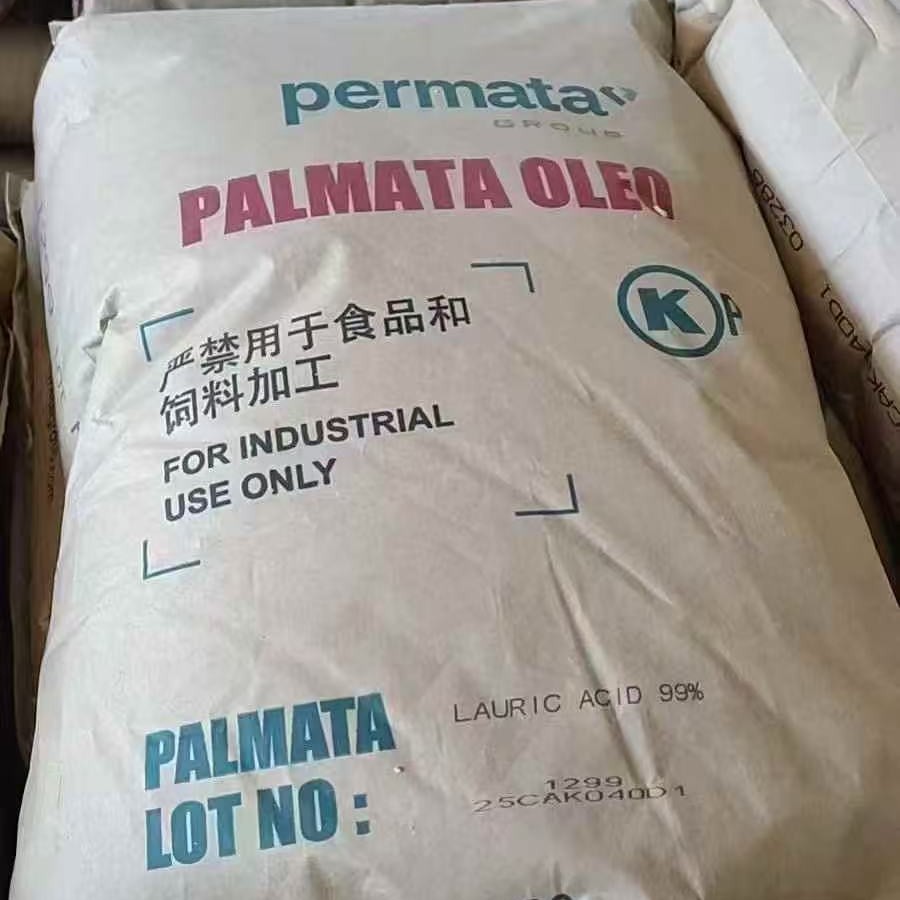 permata
GROUP
PALMATA OLEO
K
严禁用于食品和
饲料加工
FOR INDUSTRIAL
USE ONLY
PALMATA
LAURIC ACID 99%
LOT NO :
1299
25CAK040D1